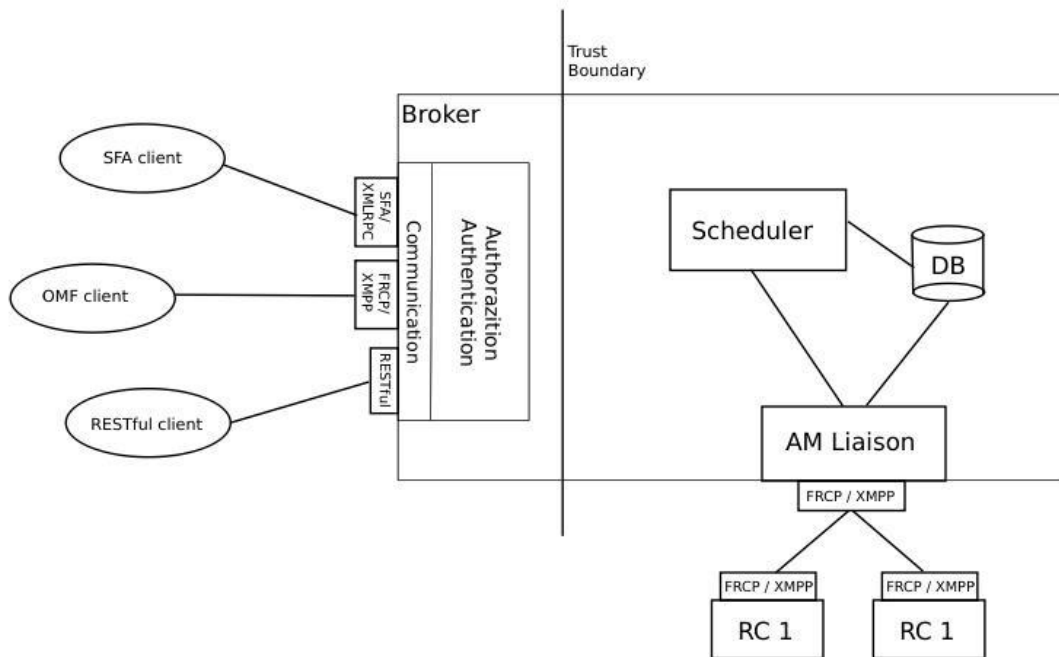 Trust
Boundary
Broker
SFA client
SFA/
XMLRPC
OMF client
FRCP/
XMPP
RESTful client
RESTful
Communication
Authorazition
Authentication
Scheduler
DB
AM Liaison
FRCP / XMPP
FRCP / XMPP
FRCP / XMPP
RC 1
RC 1